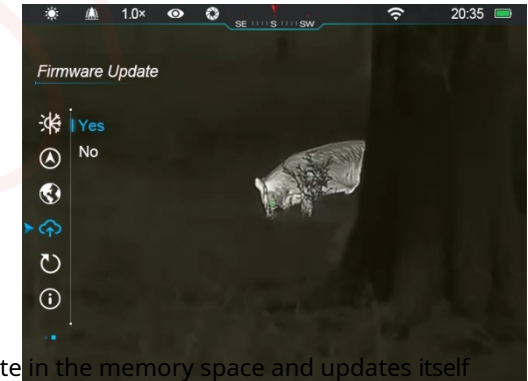 1.0×
SE S SW
20:35
Firmware Update
Yes
No
te in the memory space and updates itself